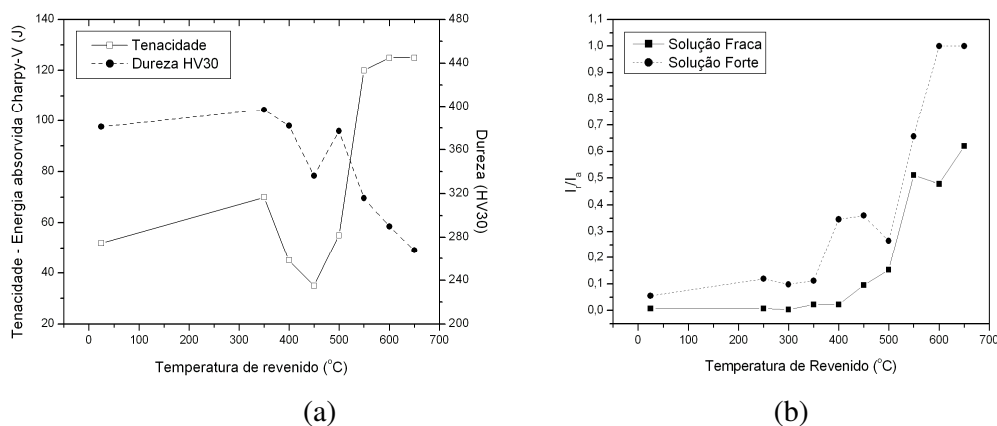 Tenacidade - Energia absorvida Charpy-V (J)
140
120
100
80
60
40
20
Tenacidade
Dureza HV30
480
440
400
360
320
280
240
200
Dureza (HV30)
0 100 200 300 400 500 600 700
Temperatura de revenido (°C)
(a)
I_r/I_a
1,1
1,0
0,9
0,8
0,7
0,6
0,5
0,4
0,3
0,2
0,1
0,0
Solução Fraca
Solução Forte
0 100 200 300 400 500 600 700
Temperatura de Revenido (°C)
(b)